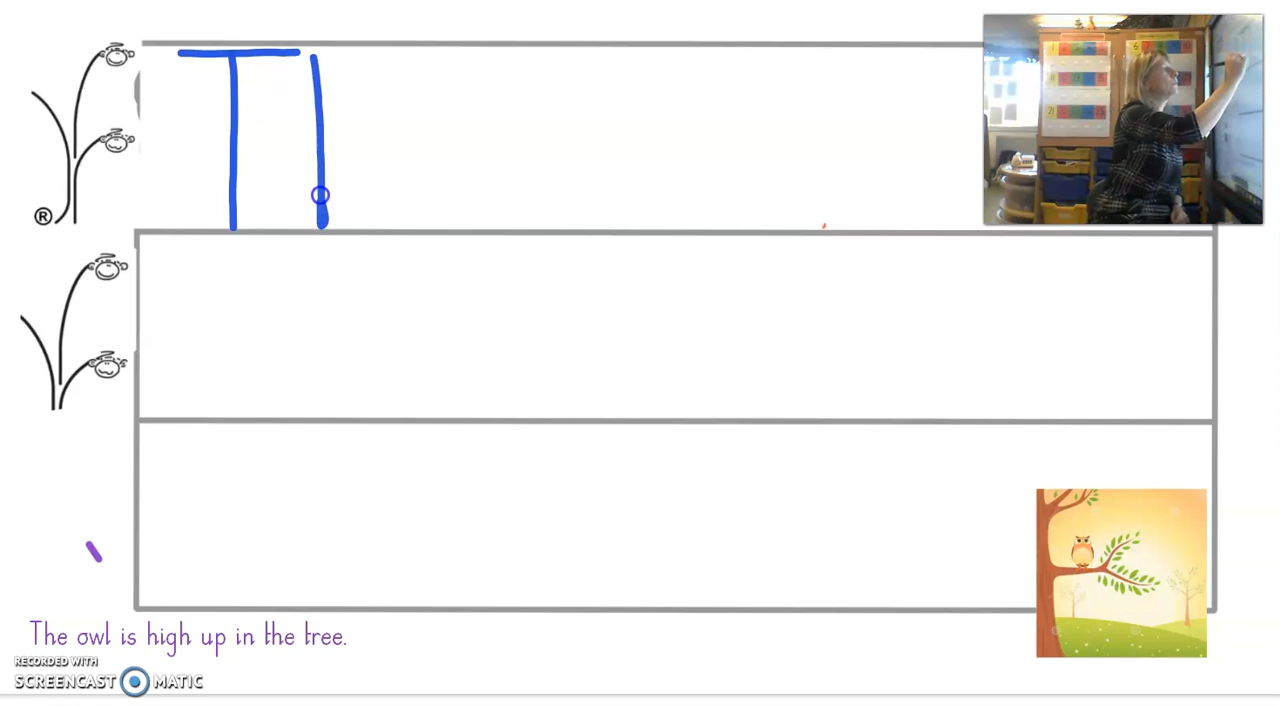 T
®
The owl is high up in the tree.
RECORDED WITH
SCREENCAST MATIC